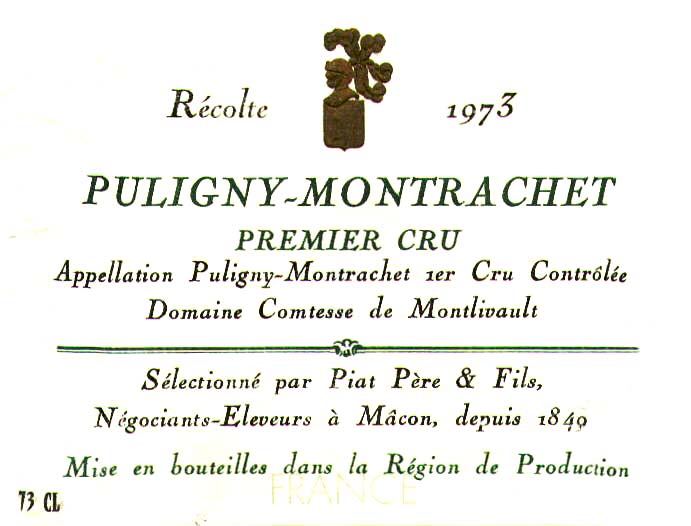 Récolte 1973
PULIGNY-MONTRACHET
PREMIER CRU
Appellation Puligny-Montrachet 1er Cru Contrôlée
Domaine Comtesse de Montlivault
Sélectionné par Piat Père & Fils,
Négociants-Eleveurs à Mâcon, depuis 1849
Mise en bouteilles dans la Région de Production
FRANCE
73 CL